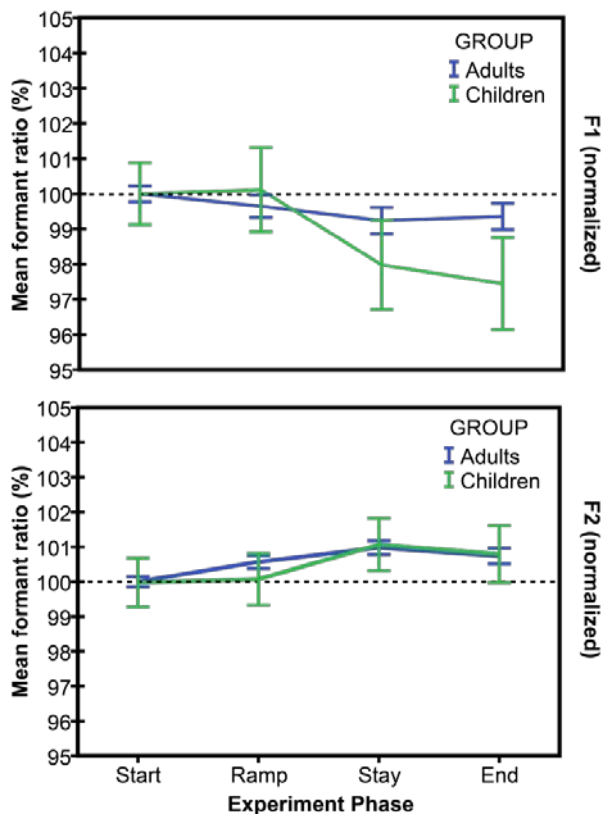 105
104
103
102
101
100
99
98
97
96
95
Mean formant ratio (%)
GROUP
Adults
Children
F1 (normalized)
105
104
103
102
101
100
99
98
97
96
95
Mean formant ratio (%)
GROUP
Adults
Children
F2 (normalized)
Start Ramp Stay End
Experiment Phase